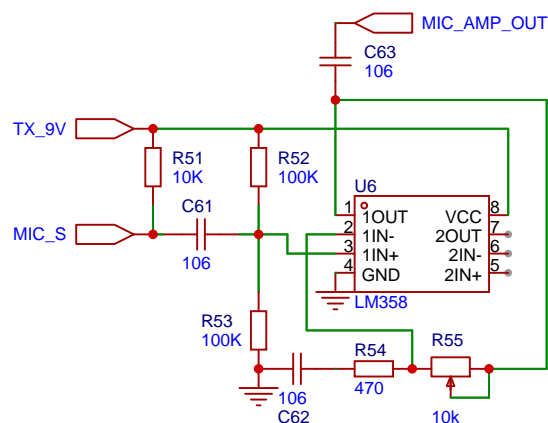 MIC_AMP_OUT
C63
106
TX_9V
R51
10K
R52
100K
C61
106
MIC_S
U6
1 1OUT VCC 8
2 1IN- 2OUT 7
3 1IN+ 2IN- 6
4 GND 2IN+ 5
LM358
R53
100K
R54
470
R55
10k
106
C62